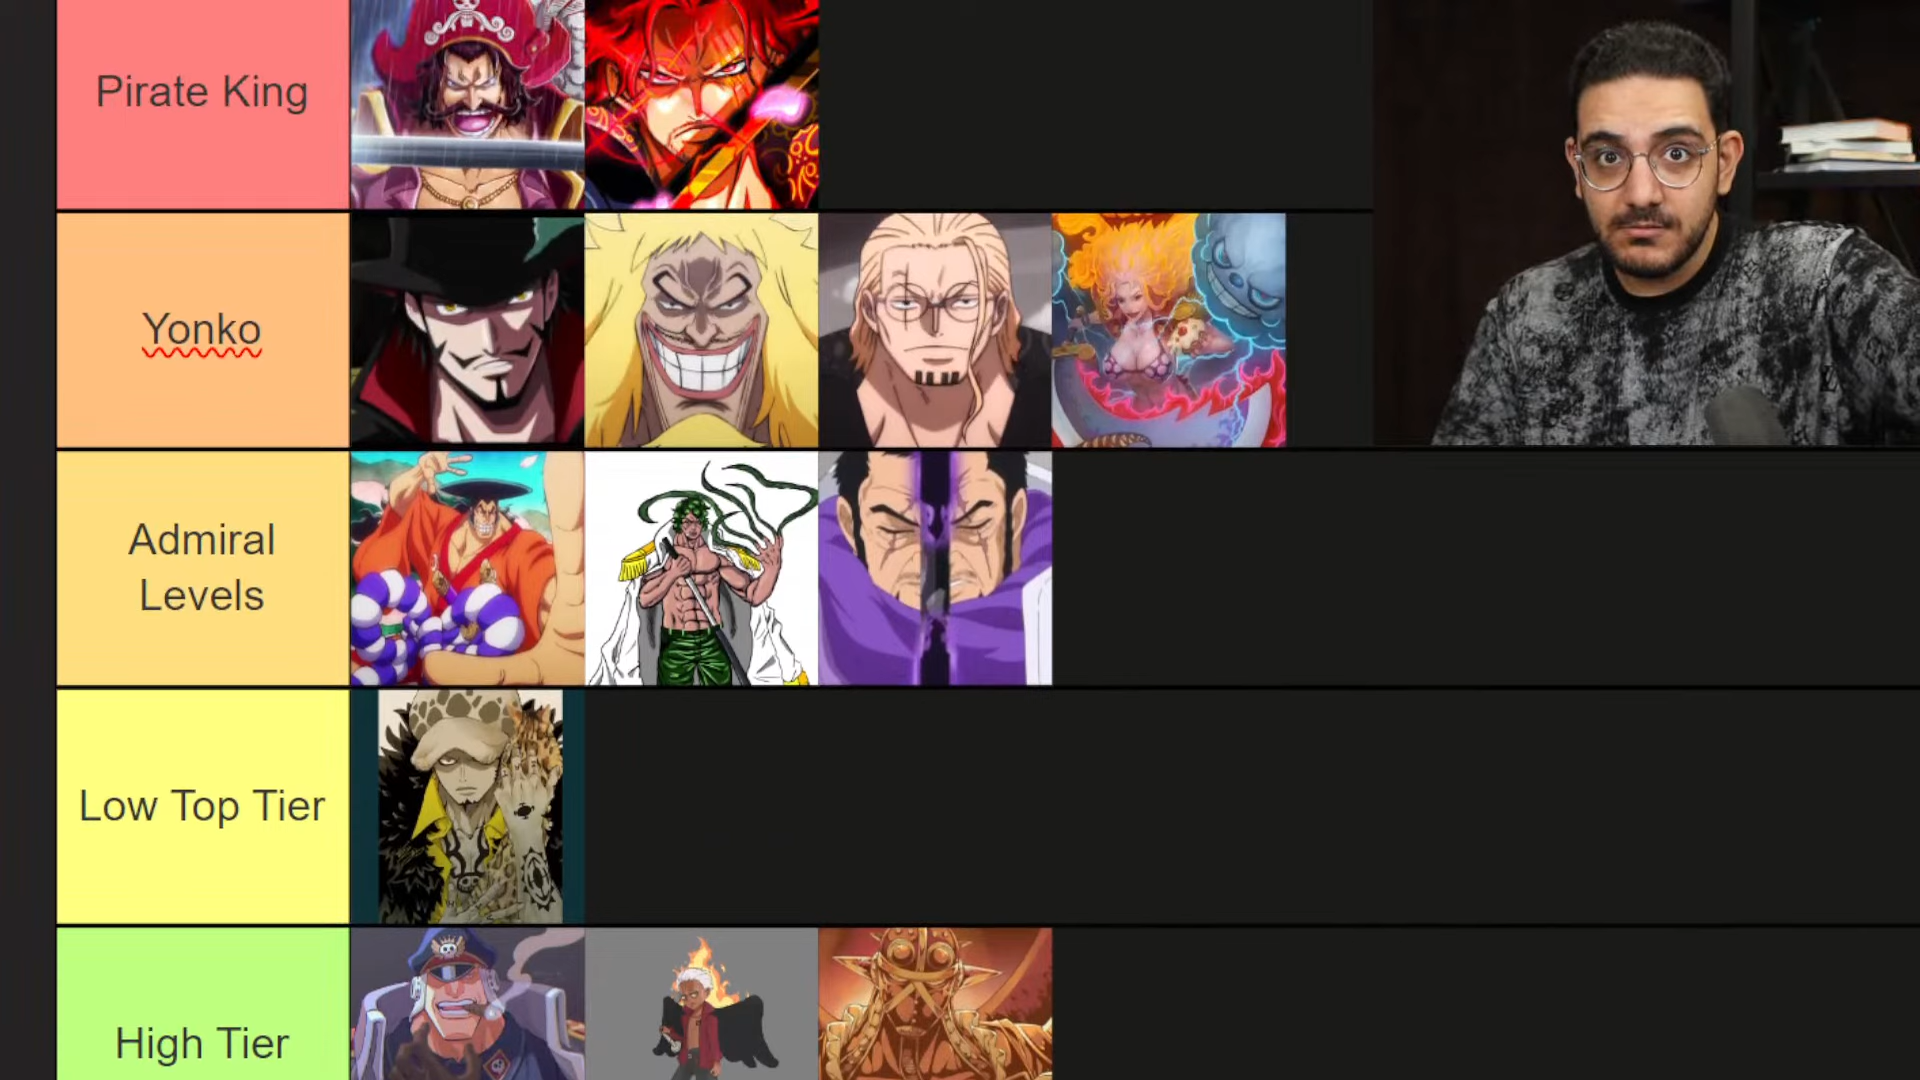 Pirate King
Yonko
Admiral
Levels
Low Top Tier
High Tier